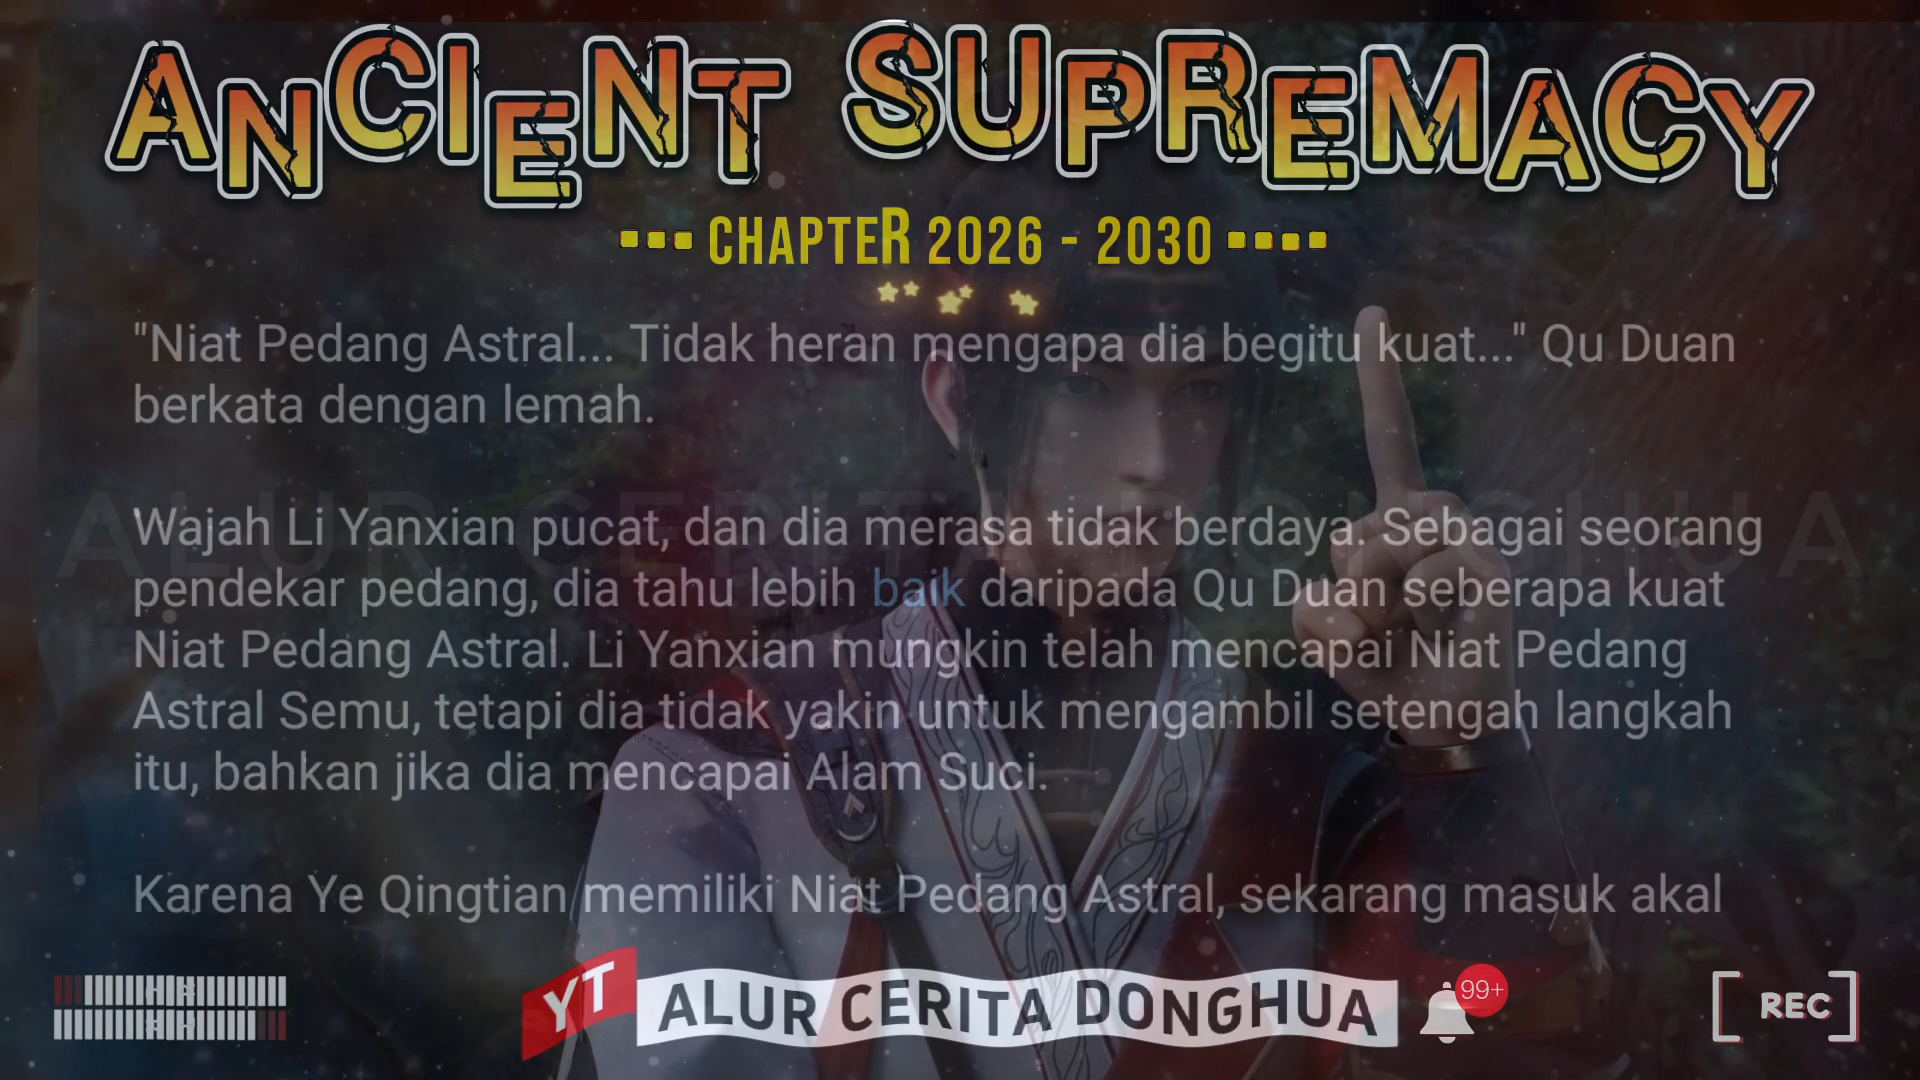 ANCIENT SUPREMACY
CHAPTER 2026 - 2030
"Niat Pedang Astral... Tidak heran mengapa dia begitu kuat..." Qu Duan
berkata dengan lemah.
Wajah Li Yanxian pucat, dan dia merasa tidak berdaya. Sebagai seorang
pendekar pedang, dia tahu lebih baik daripada Qu Duan seberapa kuat
Niat Pedang Astral. Li Yanxian mungkin telah mencapai Niat Pedang
Astral Semu, tetapi dia tidak yakin untuk mengambil setengah langkah
itu, bahkan jika dia mencapai Alam Suci.
Karena Ye Qingtian memiliki Niat Pedang Astral, sekarang masuk akal
ALUR CERITA DONGHUA
YT ALUR CERITA DONGHUA 99+
REC